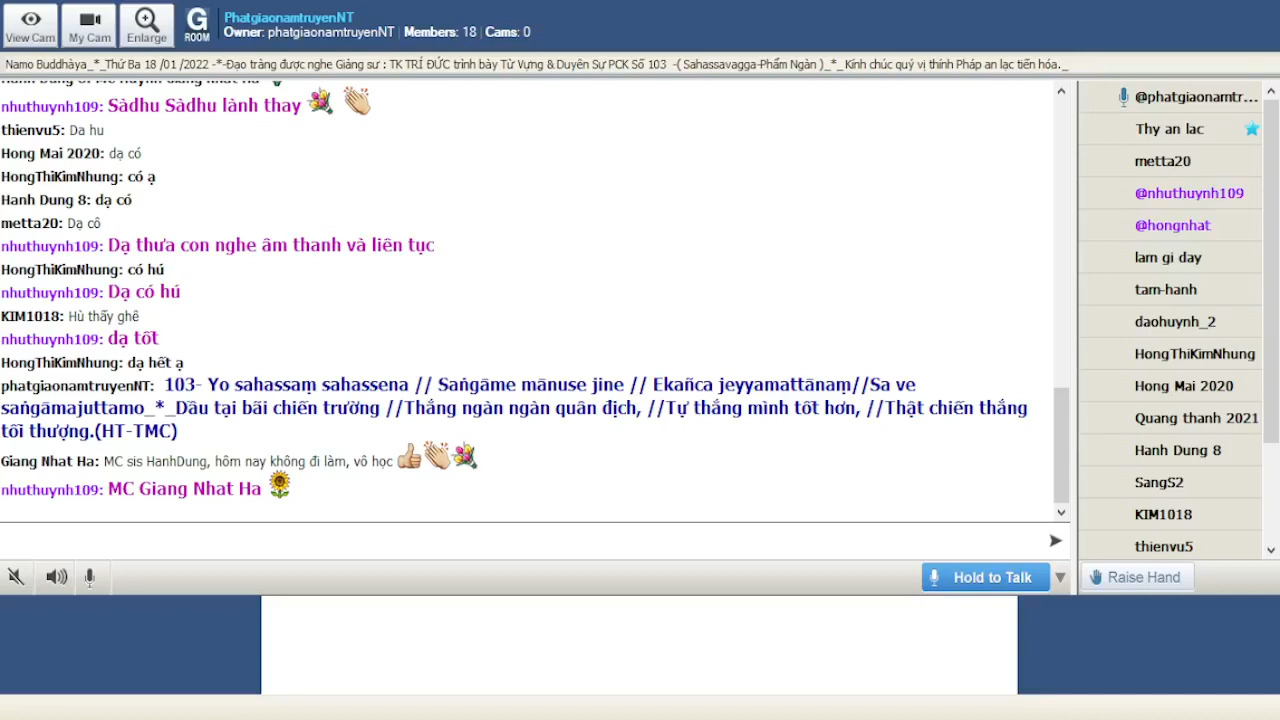 View Cam
My Cam
Enlarge
G
ROOM
PhatgiaonamtruyenNT
Owner: phatgiaonamtruyenNT | Members: 18 | Cams: 0
Namo Buddhàya_*_Thứ Ba 18 /01 /2022 -*-Đạo tràng được nghe Giảng sư : TK TRÍ ĐỨC trình bày Từ Vựng & Duyên Sự PCK Số 103 -( Sahassavagga-Phẩm Ngàn )_*_ Kính chúc quý vị thính Pháp an lạc tiến hóa._
nhuthuynh109: Sàdhu Sàdhu lành thay
thienvu5: Da hu
Hong Mai 2020: dạ có
HongThiKimNhung: có ạ
Hanh Dung 8: dạ có
metta20: Dạ cô
nhuthuynh109: Dạ thưa con nghe âm thanh và liên tục
HongThiKimNhung: có hú
nhuthuynh109: Dạ có hú
KIM1018: Hù thấy ghê
nhuthuynh109: dạ tốt
HongThiKimNhung: dạ hết ạ
phatgiaonamtruyenNT: 103- Yo sahassaṃ sahassena // Saṅgāme mānuse jine // Ekañca jeyyamattānaṃ//Sa ve
saṅgāmajuttamo_*_Dầu tại bãi chiến trường //Thắng ngàn ngàn quân địch, //Tự thắng mình tốt hơn, //Thật chiến thắng
tối thượng.(HT-TMC)
Giang Nhat Ha: MC sis HanhDung, hôm nay không đi làm, vô học
nhuthuynh109: MC Giang Nhat Ha
@phatgiaonamtr...
Thy an lac
metta20
@nhuthuynh109
@hongnhat
lam gi day
tam-hanh
daohuynh_2
HongThiKimNhung
Hong Mai 2020
Quang thanh 2021
Hanh Dung 8
SangS2
KIM1018
thienvu5
Hold to Talk
Raise Hand